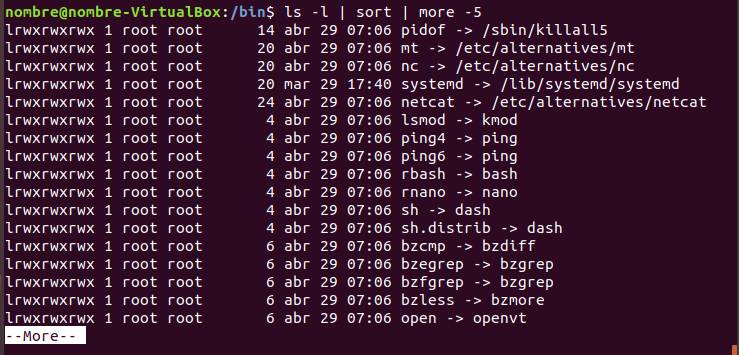 nombre@nombre-VirtualBox:/bin$ ls -l | sort | more -5
lrwxrwxrwx 1 root root      14 abr 29 07:06 pidof -> /sbin/killall5
lrwxrwxrwx 1 root root      20 abr 29 07:06 mt -> /etc/alternatives/mt
lrwxrwxrwx 1 root root      20 abr 29 07:06 nc -> /etc/alternatives/nc
lrwxrwxrwx 1 root root      20 mar 29 17:40 systemd -> /lib/systemd/systemd
lrwxrwxrwx 1 root root      24 abr 29 07:06 netcat -> /etc/alternatives/netcat
lrwxrwxrwx 1 root root       4 abr 29 07:06 lsmod -> kmod
lrwxrwxrwx 1 root root       4 abr 29 07:06 ping4 -> ping
lrwxrwxrwx 1 root root       4 abr 29 07:06 ping6 -> ping
lrwxrwxrwx 1 root root       4 abr 29 07:06 rbash -> bash
lrwxrwxrwx 1 root root       4 abr 29 07:06 rnano -> nano
lrwxrwxrwx 1 root root       4 abr 29 07:06 sh -> dash
lrwxrwxrwx 1 root root       4 abr 29 07:06 sh.distrib -> dash
lrwxrwxrwx 1 root root       6 abr 29 07:06 bzcmp -> bzdiff
lrwxrwxrwx 1 root root       6 abr 29 07:06 bzegrep -> bzgrep
lrwxrwxrwx 1 root root       6 abr 29 07:06 bzfgrep -> bzgrep
lrwxrwxrwx 1 root root       6 abr 29 07:06 bzless -> bzmore
lrwxrwxrwx 1 root root       6 abr 29 07:06 open -> openvt
--More--